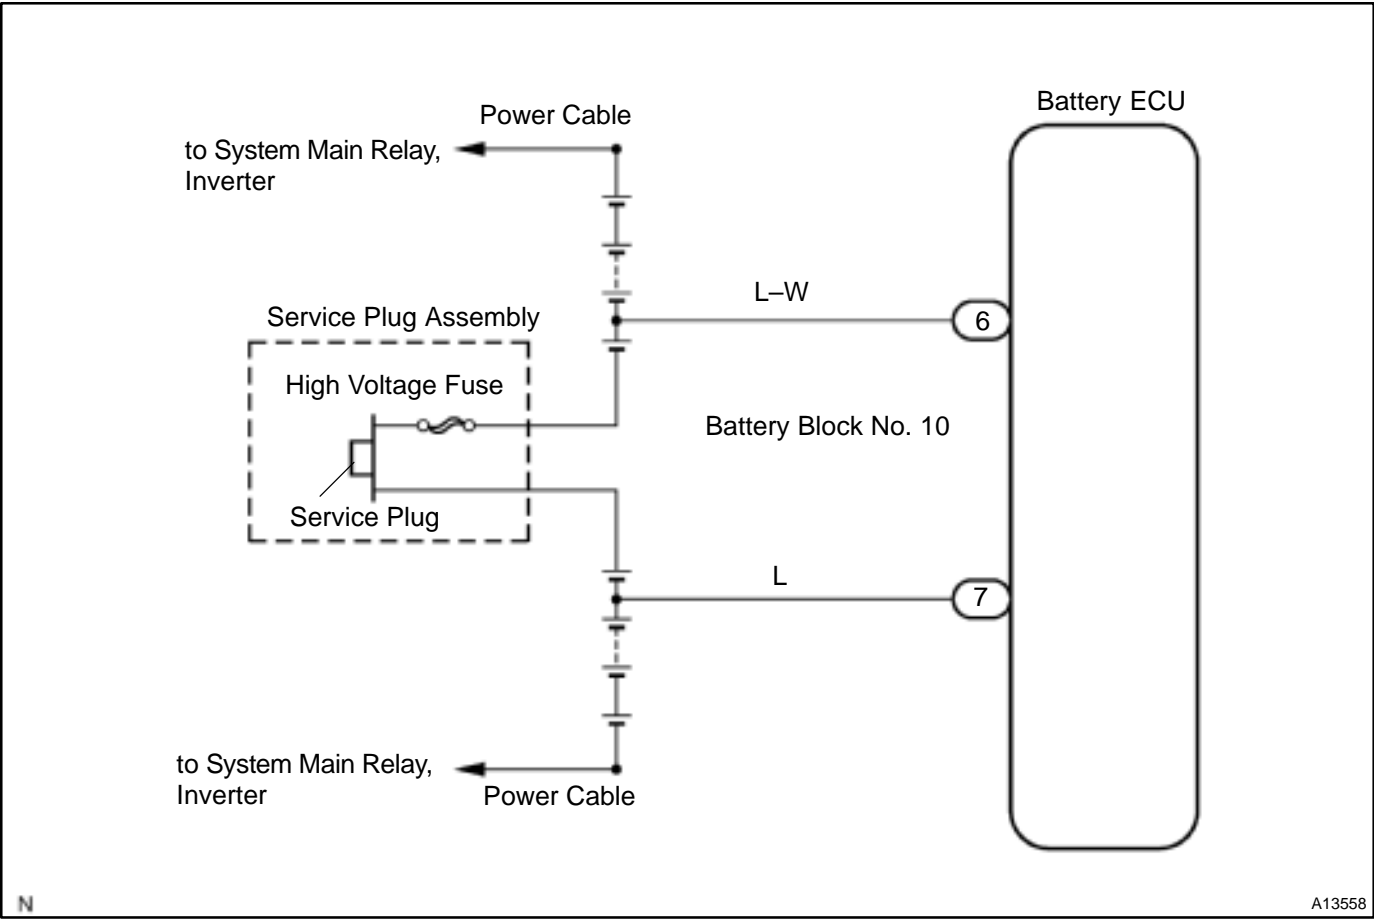 Battery ECU
Power Cable
to System Main Relay,
Inverter
L–W
6
Service Plug Assembly
High Voltage Fuse
Battery Block No. 10
Service Plug
L
7
to System Main Relay,
Inverter
Power Cable
N
A13558